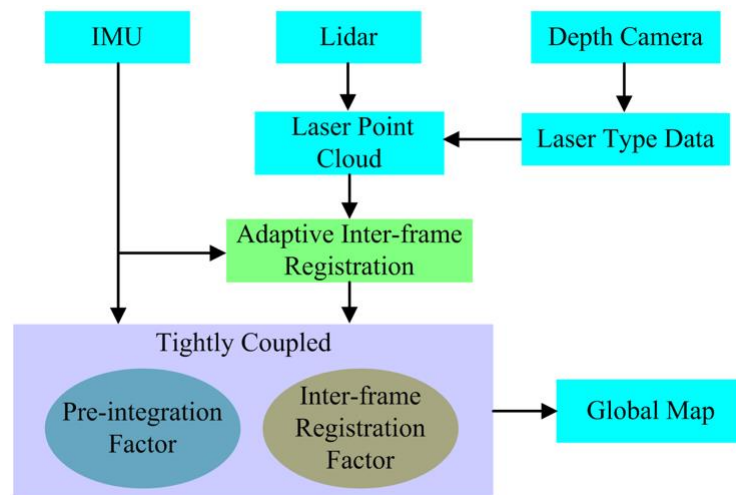 IMU
Lidar
Depth Camera
Laser Point
Cloud
Laser Type Data
Adaptive Inter-frame
Registration
Tightly Coupled
Pre-integration
Factor
Inter-frame
Registration
Factor
Global Map